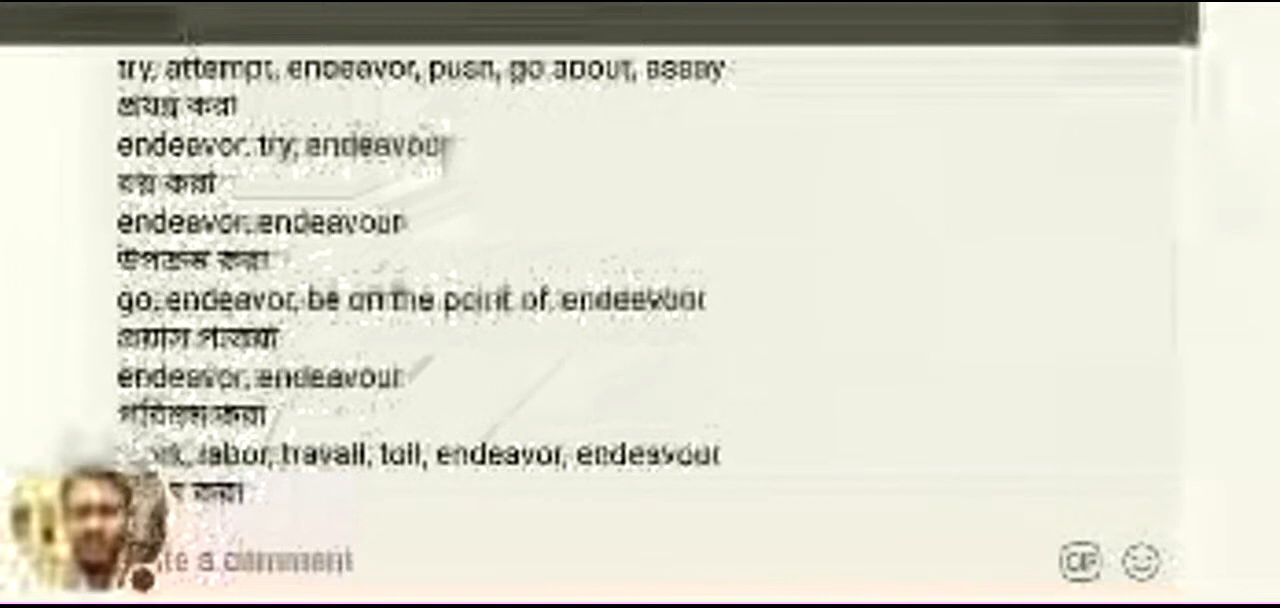 try, attempt, endeavor, push, go about, essay
প্রযত্ন করা
endeavor, try, endeavour
যত্ন করা
endeavor, endeavour
উপক্রম করা
go, endeavor, be on the point of, endeavour
প্রয়াস
endeavor, endeavour
পরিশ্রম করা
labor, travail, toil, endeavor, endeavour
করা
a comment
GIF